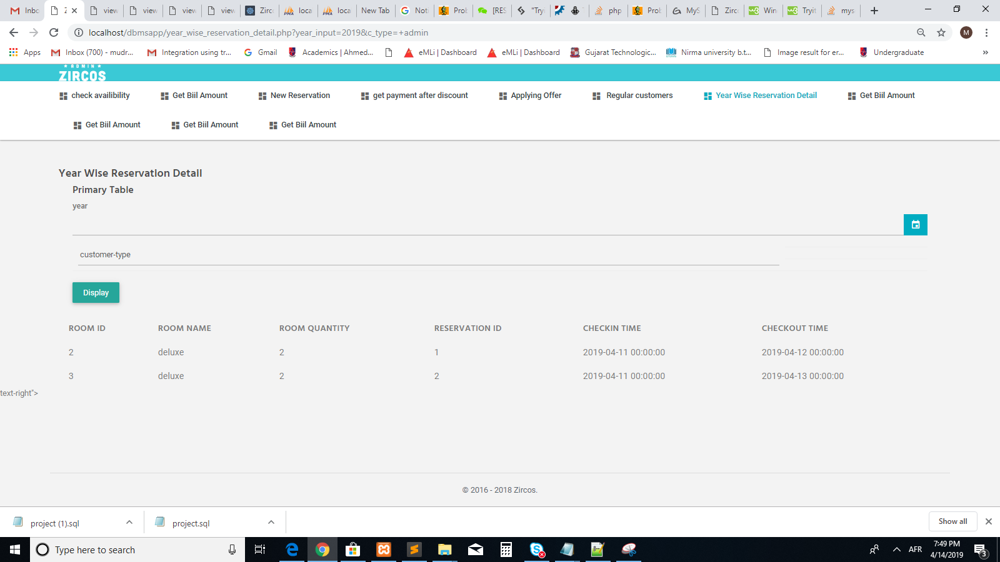 Inbo
Z
view
view
view
view
Zirc
loca
loca
New Tab
Not
Prob
[RES
"Try
php
Prob
MyS
Zirc
Win
Tryit
mys
localhost/dbmsapp/year_wise_reservation_detail.php?year_input=2019&c_type=+admin
M
Apps
Inbox (700) - mudr...
Integration using tr...
Gmail
Academics | Ahmed...
eMLi | Dashboard
eMLi | Dashboard
Gujarat Technologic...
Nirma university b.t...
Image result for er...
Undergraduate
»
ADMIN
ZIRCOS
check availibility
Get Biil Amount
New Reservation
get payment after discount
Applying Offer
Regular customers
Year Wise Reservation Detail
Get Biil Amount
Get Biil Amount
Get Biil Amount
Get Biil Amount
Year Wise Reservation Detail
Primary Table
year
customer-type
Display
ROOM ID ROOM NAME ROOM QUANTITY RESERVATION ID CHECKIN TIME CHECKOUT TIME
2 deluxe 2 1 2019-04-11 00:00:00 2019-04-12 00:00:00
3 deluxe 2 2 2019-04-11 00:00:00 2019-04-13 00:00:00
text-right">
© 2016 - 2018 Zircos.
project (1).sql
project.sql
Show all
Type here to search
AFR
7:49 PM
4/14/2019
3